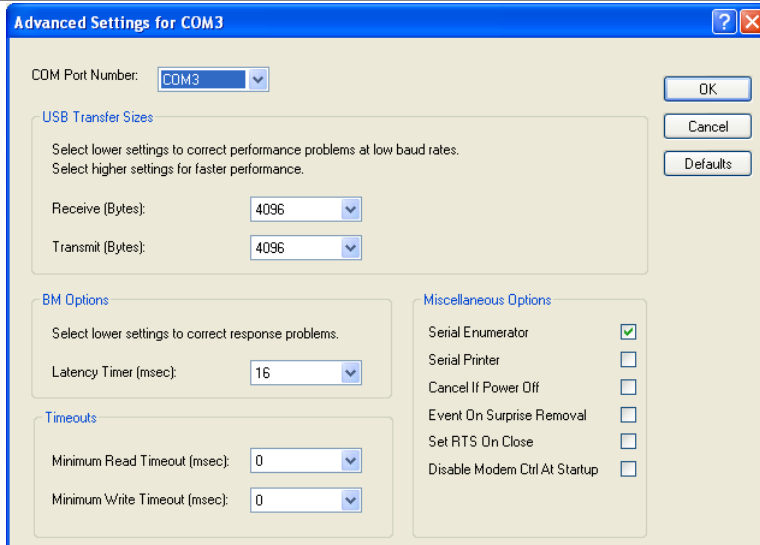 Advanced Settings for COM3
COM Port Number: COM3
OK
Cancel
Defaults
USB Transfer Sizes
Select lower settings to correct performance problems at low baud rates.
Select higher settings for faster performance.
Receive (Bytes): 4096
Transmit (Bytes): 4096
BM Options
Select lower settings to correct response problems.
Latency Timer (msec): 16
Timeouts
Minimum Read Timeout (msec): 0
Minimum Write Timeout (msec): 0
Miscellaneous Options
Serial Enumerator
Serial Printer
Cancel If Power Off
Event On Surprise Removal
Set RTS On Close
Disable Modem Ctrl At Startup